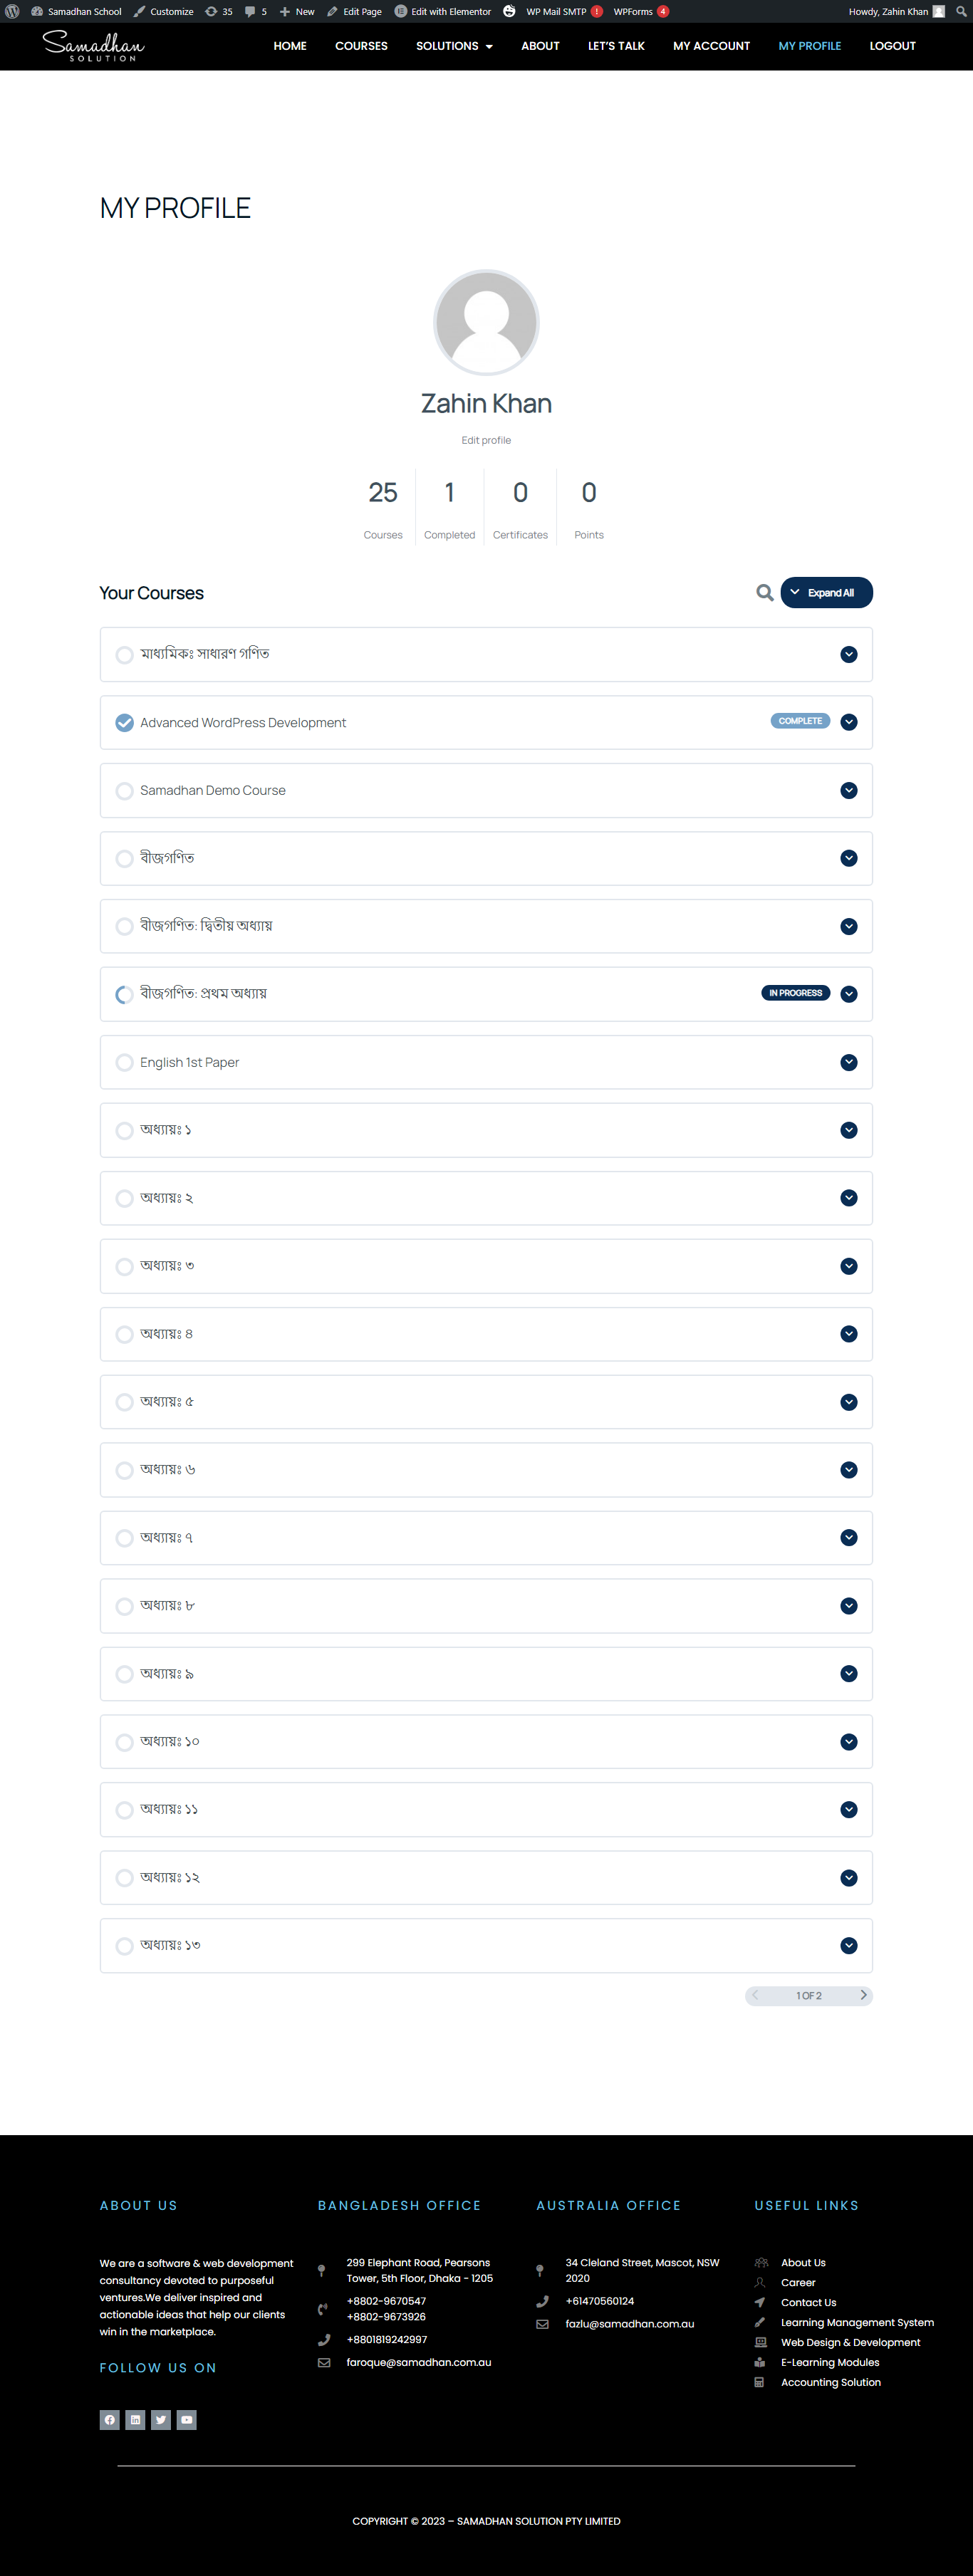 Samadhan School Customize 35 5 New Edit Page Edit with Elementor WP Mail SMTP ! WPForms 4 Howdy, Zahin Khan
Samadhan
SOLUTION
HOME COURSES SOLUTIONS ABOUT LET'S TALK MY ACCOUNT MY PROFILE LOGOUT
MY PROFILE
Zahin Khan
Edit profile
25 1 0 0
Courses Completed Certificates Points
Your Courses
Expand All
মাধ্যমিকঃ সাধারণ গণিত
Advanced WordPress Development COMPLETE
Samadhan Demo Course
বীজগণিত
বীজগণিত: দ্বিতীয় অধ্যায়
বীজগণিত: প্রথম অধ্যায় IN PROGRESS
English 1st Paper
অধ্যায়ঃ ১
অধ্যায়ঃ ২
অধ্যায়ঃ ৩
অধ্যায়ঃ ৪
অধ্যায়ঃ ৫
অধ্যায়ঃ ৬
অধ্যায়ঃ ৭
অধ্যায়ঃ ৮
অধ্যায়ঃ ৯
অধ্যায়ঃ ১০
অধ্যায়ঃ ১১
অধ্যায়ঃ ১২
অধ্যায়ঃ ১৩
1 OF 2
ABOUT US
We are a software & web development
consultancy devoted to purposeful
ventures.We deliver inspired and
actionable ideas that help our clients
win in the marketplace.
FOLLOW US ON
BANGLADESH OFFICE
299 Elephant Road, Pearsons
Tower, 5th Floor, Dhaka - 1205
+8802-9670547
+8802-9673926
+8801819242997
faroque@samadhan.com.au
AUSTRALIA OFFICE
34 Cleland Street, Mascot, NSW
2020
+61470560124
fazlu@samadhan.com.au
USEFUL LINKS
About Us
Career
Contact Us
Learning Management System
Web Design & Development
E-Learning Modules
Accounting Solution
COPYRIGHT © 2023 – SAMADHAN SOLUTION PTY LIMITED